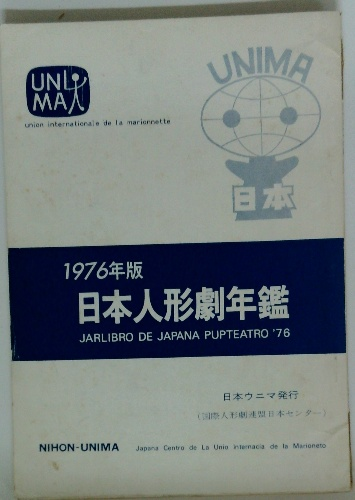 UNIMA
UNI
MA
union internationale de la marionnette
日本
1976年版
日本人形劇年鑑
JARLIBRO DE JAPANA PUPTEATRO '76
日本ウニマ発行
(国際人形劇連盟日本センター)
NIHON-UNIMA Japana Centro de La Unio Internacia de la Marioneto